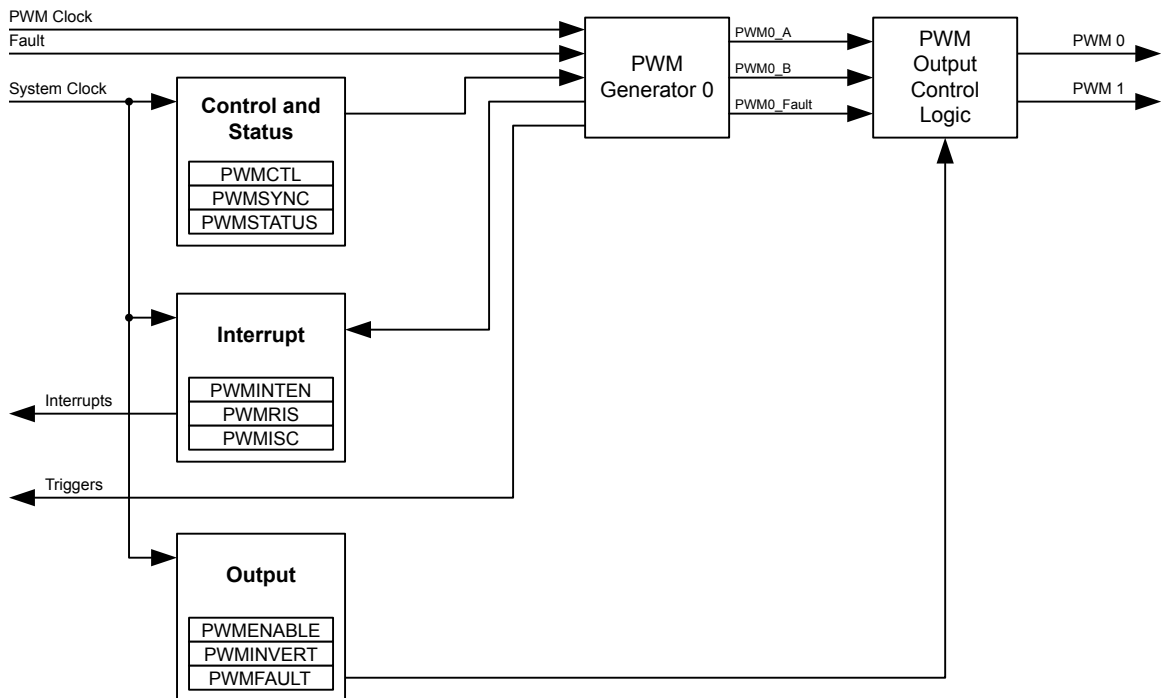 PWM Clock
Fault
System Clock
Control and
Status
PWMCTL
PWMSYNC
PWMSTATUS
Interrupt
PWMINTEN
PWMRIS
PWMISC
Interrupts
Triggers
Output
PWMENABLE
PWMINVERT
PWMFAULT
PWM
Generator 0
PWM0_A
PWM0_B
PWM0_Fault
PWM
Output
Control
Logic
PWM 0
PWM 1